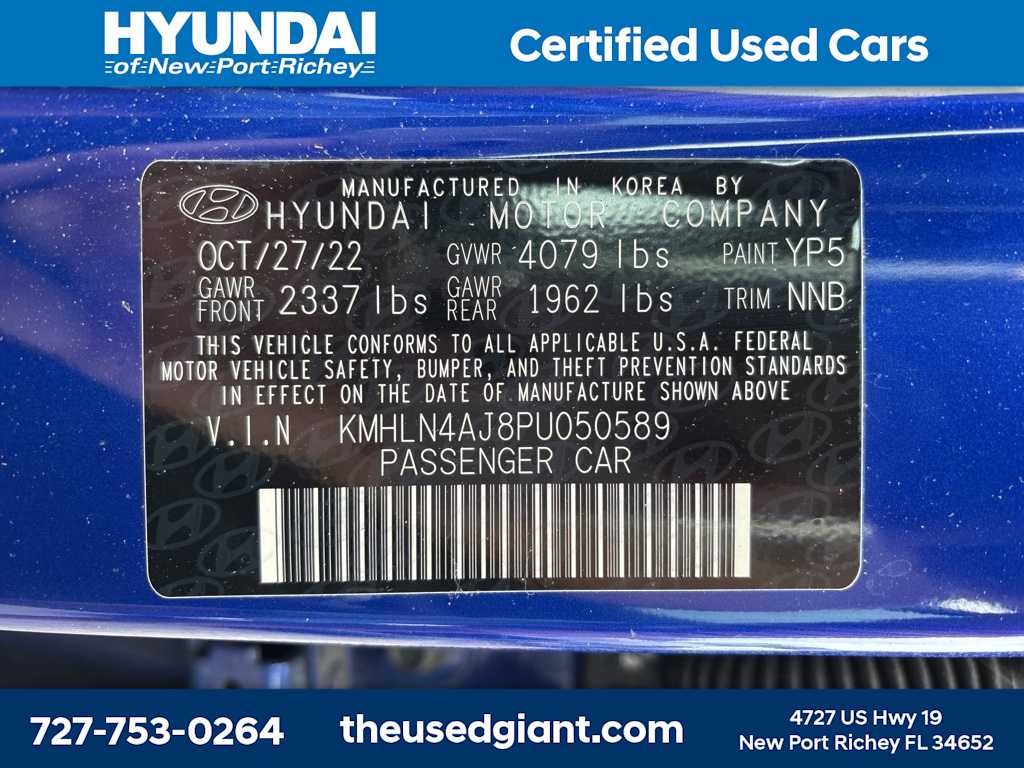 HYUNDAI
of New Port Richey
Certified Used Cars
MANUFACTURED IN KOREA BY
HYUNDAI MOTOR COMPANY
OCT/27/22 GVWR 4079 lbs PAINT YP5
GAWR FRONT 2337 lbs GAWR REAR 1962 lbs TRIM NNB
THIS VEHICLE CONFORMS TO ALL APPLICABLE U.S.A. FEDERAL
MOTOR VEHICLE SAFETY, BUMPER, AND THEFT PREVENTION STANDARDS
IN EFFECT ON THE DATE OF MANUFACTURE SHOWN ABOVE
V.I.N KMHLN4AJ8PU050589
PASSENGER CAR
727-753-0264
theusedgiant.com
4727 US Hwy 19
New Port Richey FL 34652